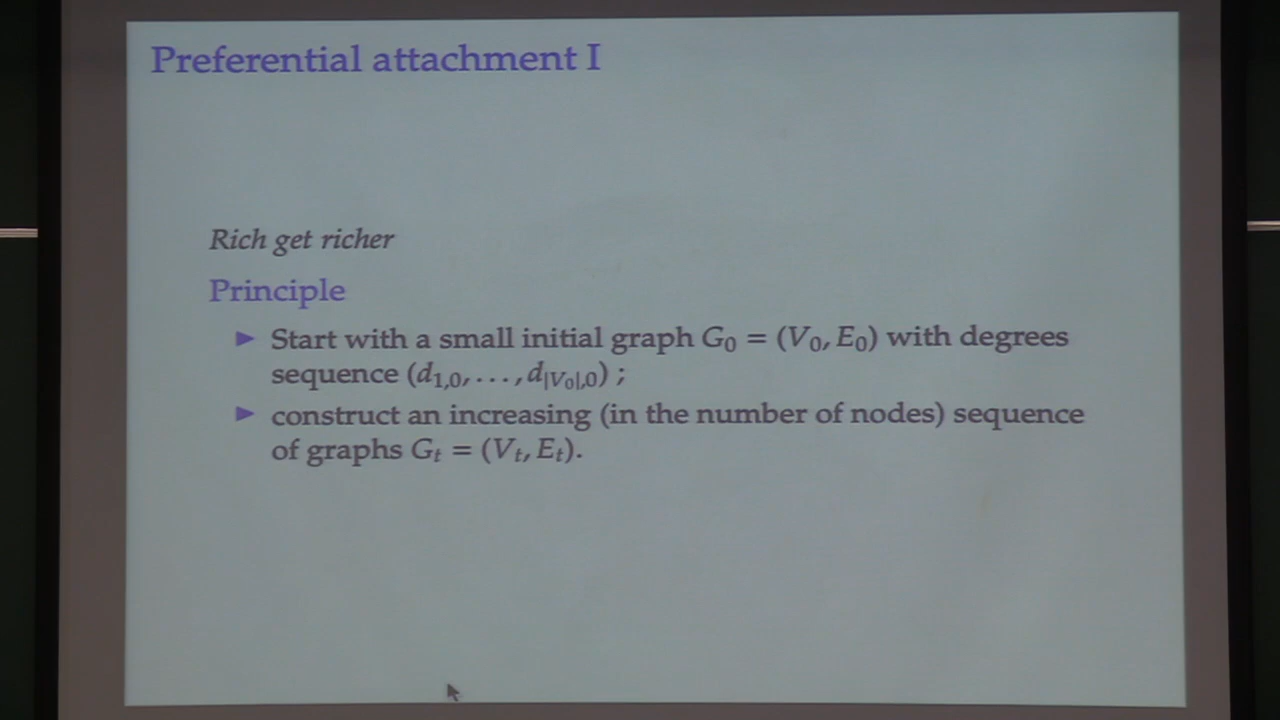 Preferential attachment I
Rich get richer
Principle
► Start with a small initial graph G₀ = (V₀, E₀) with degrees
sequence (d₁,₀, . . . , d|V₀|,₀) ;
► construct an increasing (in the number of nodes) sequence
of graphs Gₜ = (Vₜ, Eₜ).